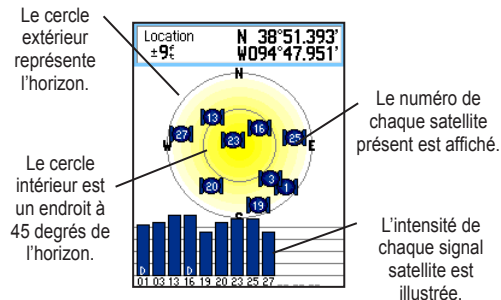 Le cercle
extérieur
représente
l'horizon.
Le cercle
intérieur est
un endroit à
45 degrés de
l'horizon.
Location
N 38°51.393'
±9ft
W094°47.951'
N
13
16
27
23
25
W
E
20
3
1
19
S
D
D
01 03 13 16 19 20 23 25 27
Le numéro de
chaque satellite
présent est affiché.
L'intensité de
chaque signal
satellite est
illustrée.